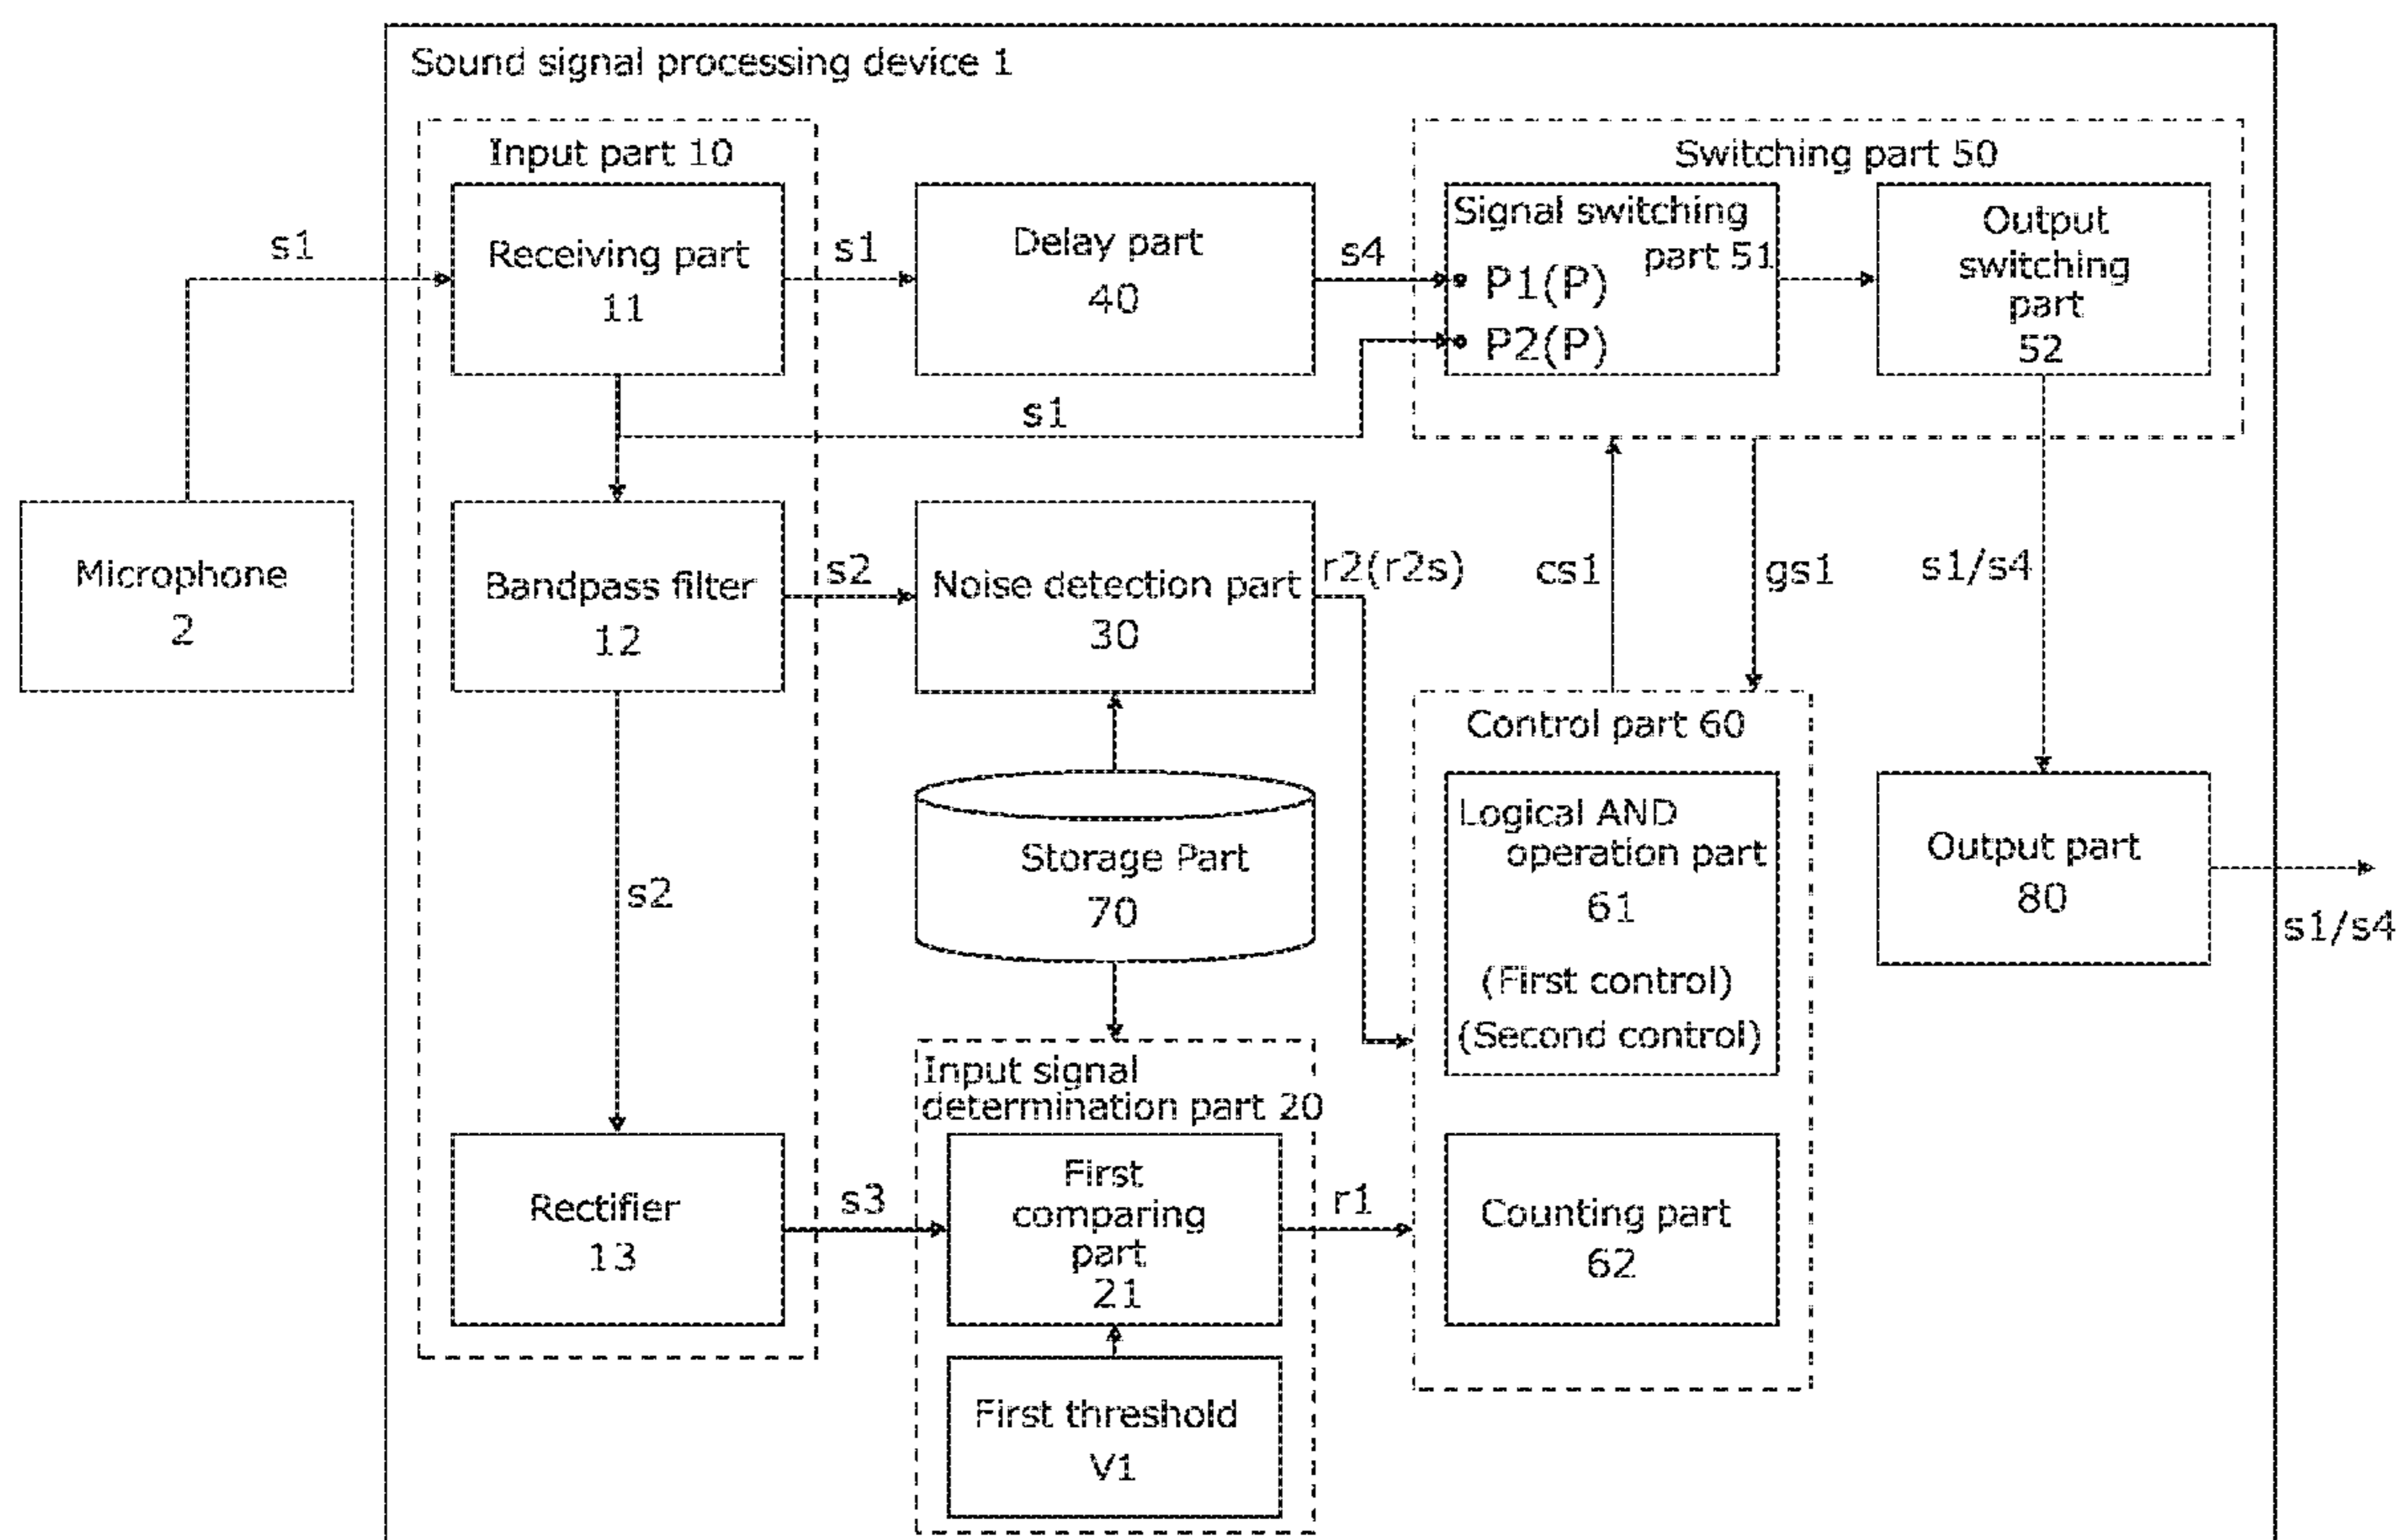 Sound signal processing device 1
Input part 10
Switching part 50
s1
Receiving part
11
s1
Delay part
40
s4
Signal switching
part 51
P1(P)
P2(P)
Output
switching
part
52
s1
Microphone
2
Bandpass filter
12
s2
Noise detection part
30
r2(r2s)
cs1
gs1
s1/s4
Control part 60
Logical AND
operation part
61
(First control)
(Second control)
Storage Part
70
Output part
80
s1/s4
s2
Input signal
determination part 20
Rectifier
13
s3
First
comparing
part
21
r1
Counting part
62
First threshold
V1